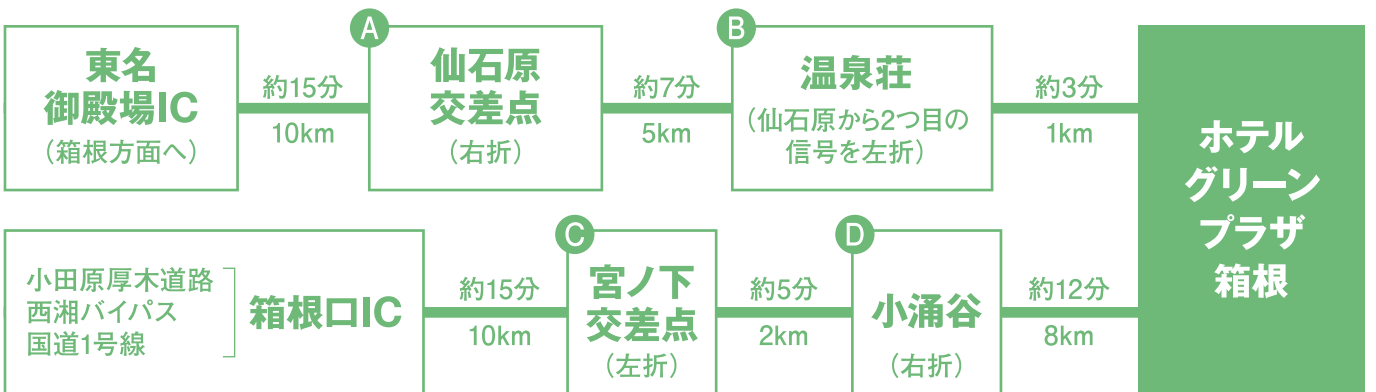 A
東名
御殿場IC
(箱根方面へ)
約15分
10km
仙石原
交差点
(右折)
約7分
5km
B
温泉荘
(仙石原から2つ目の
信号を左折)
約3分
1km
小田原厚木道路
西湘バイパス
国道1号線
箱根口IC
約15分
10km
C
宮ノ下
交差点
(左折)
約5分
2km
D
小涌谷
(右折)
約12分
8km
ホテル
グリーン
プラザ
箱根